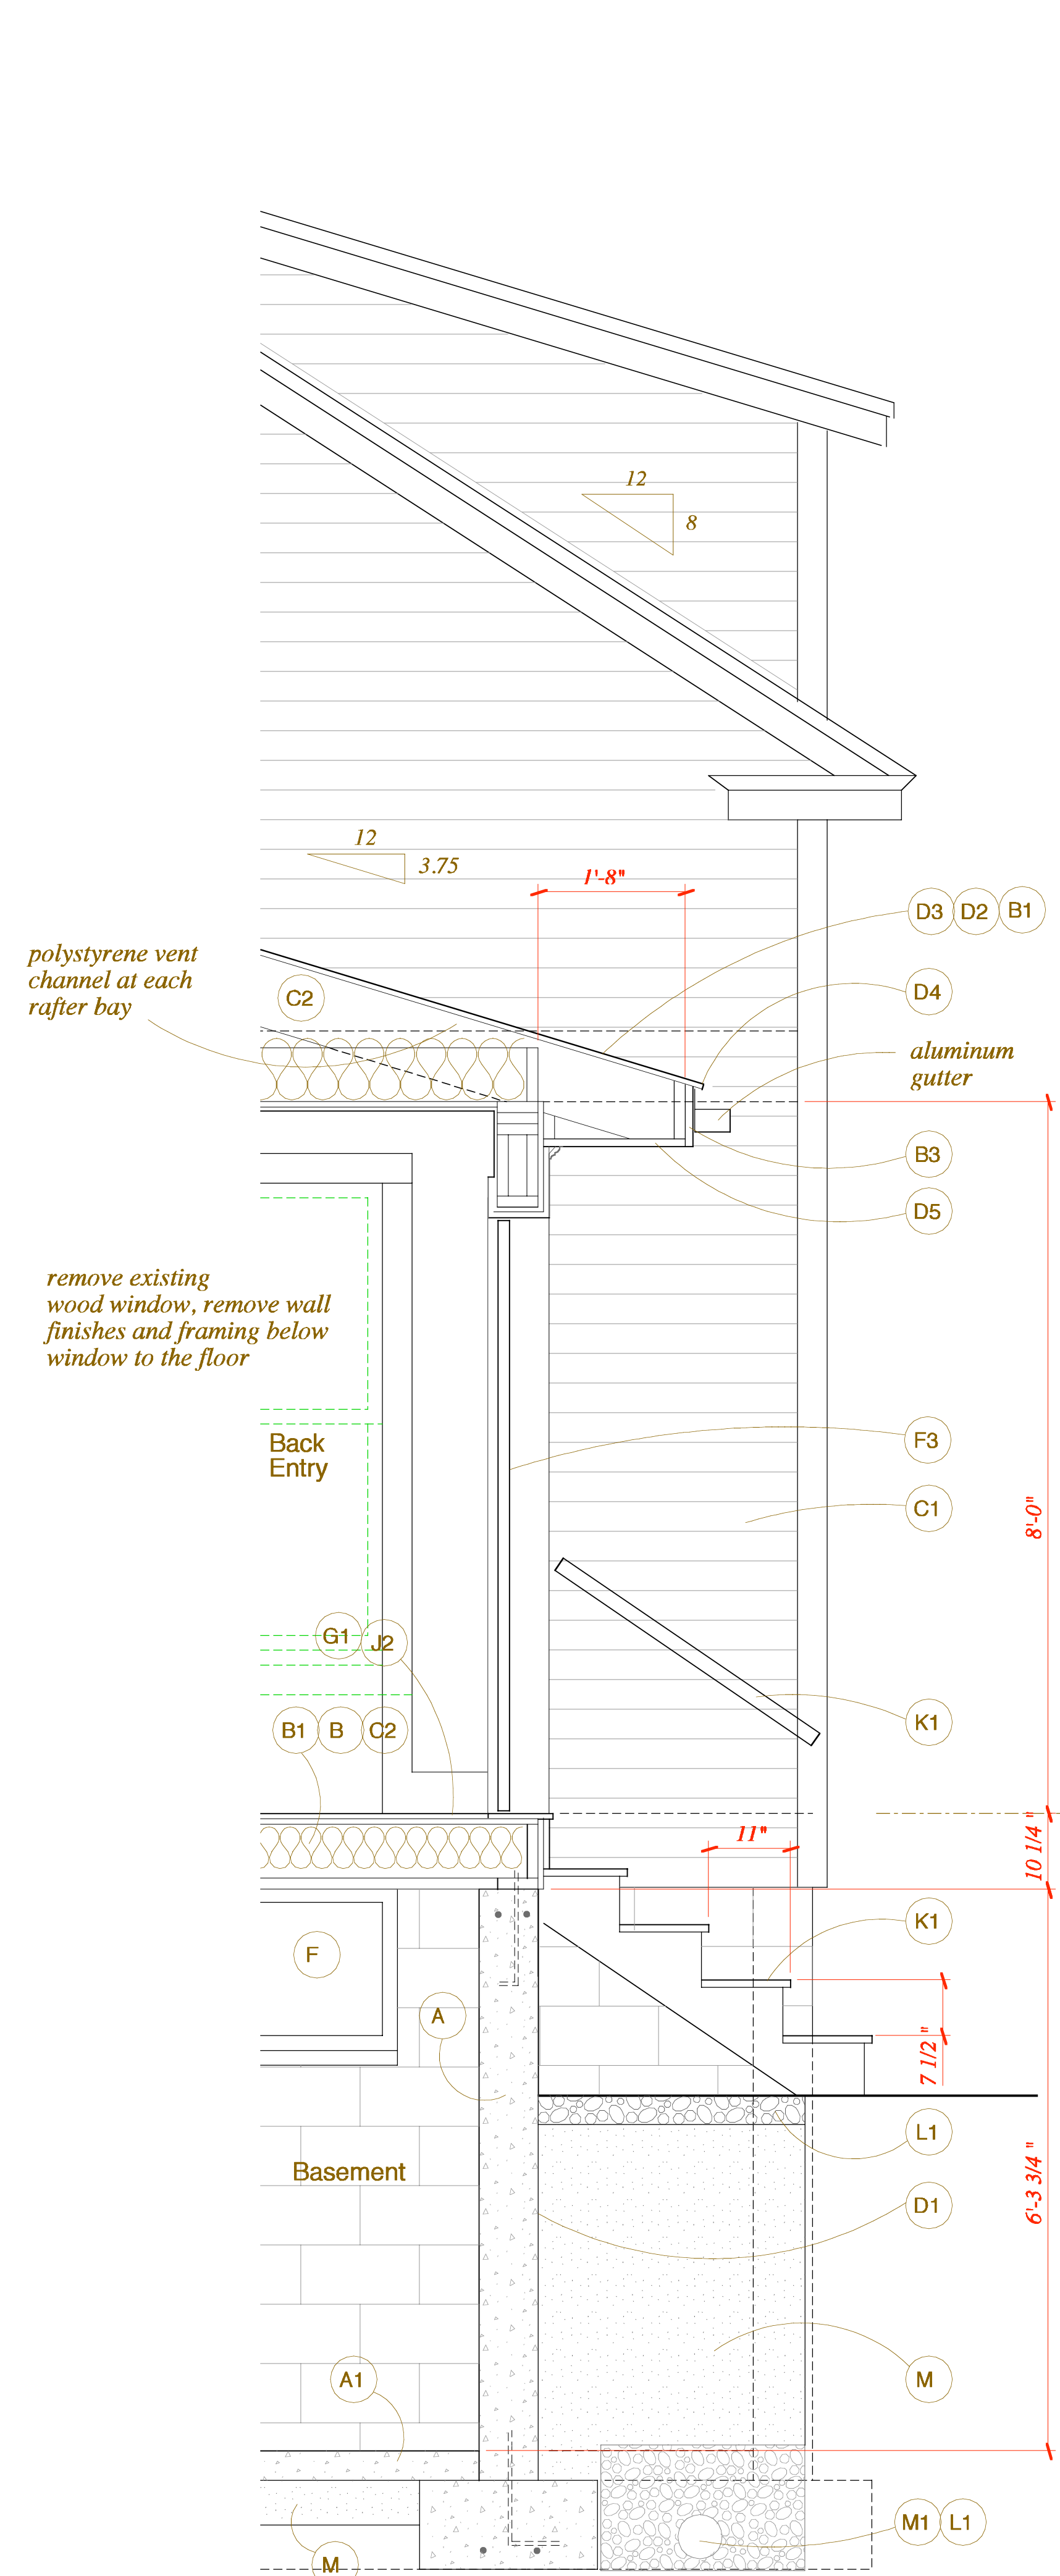 12
8
12
3.75
1'-8"
D3 D2 B1
polystyrene vent
channel at each
rafter bay
C2
D4
aluminum
gutter
B3
D5
remove existing
wood window, remove wall
finishes and framing below
window to the floor
Back
Entry
F3
C1
8'-0"
G1 J2
K1
B1 B C2
11"
10 1/4 "
K1
F
A
7 1/2 "
L1
Basement
D1
6'-3 3/4 "
A1
M
M1 L1
M